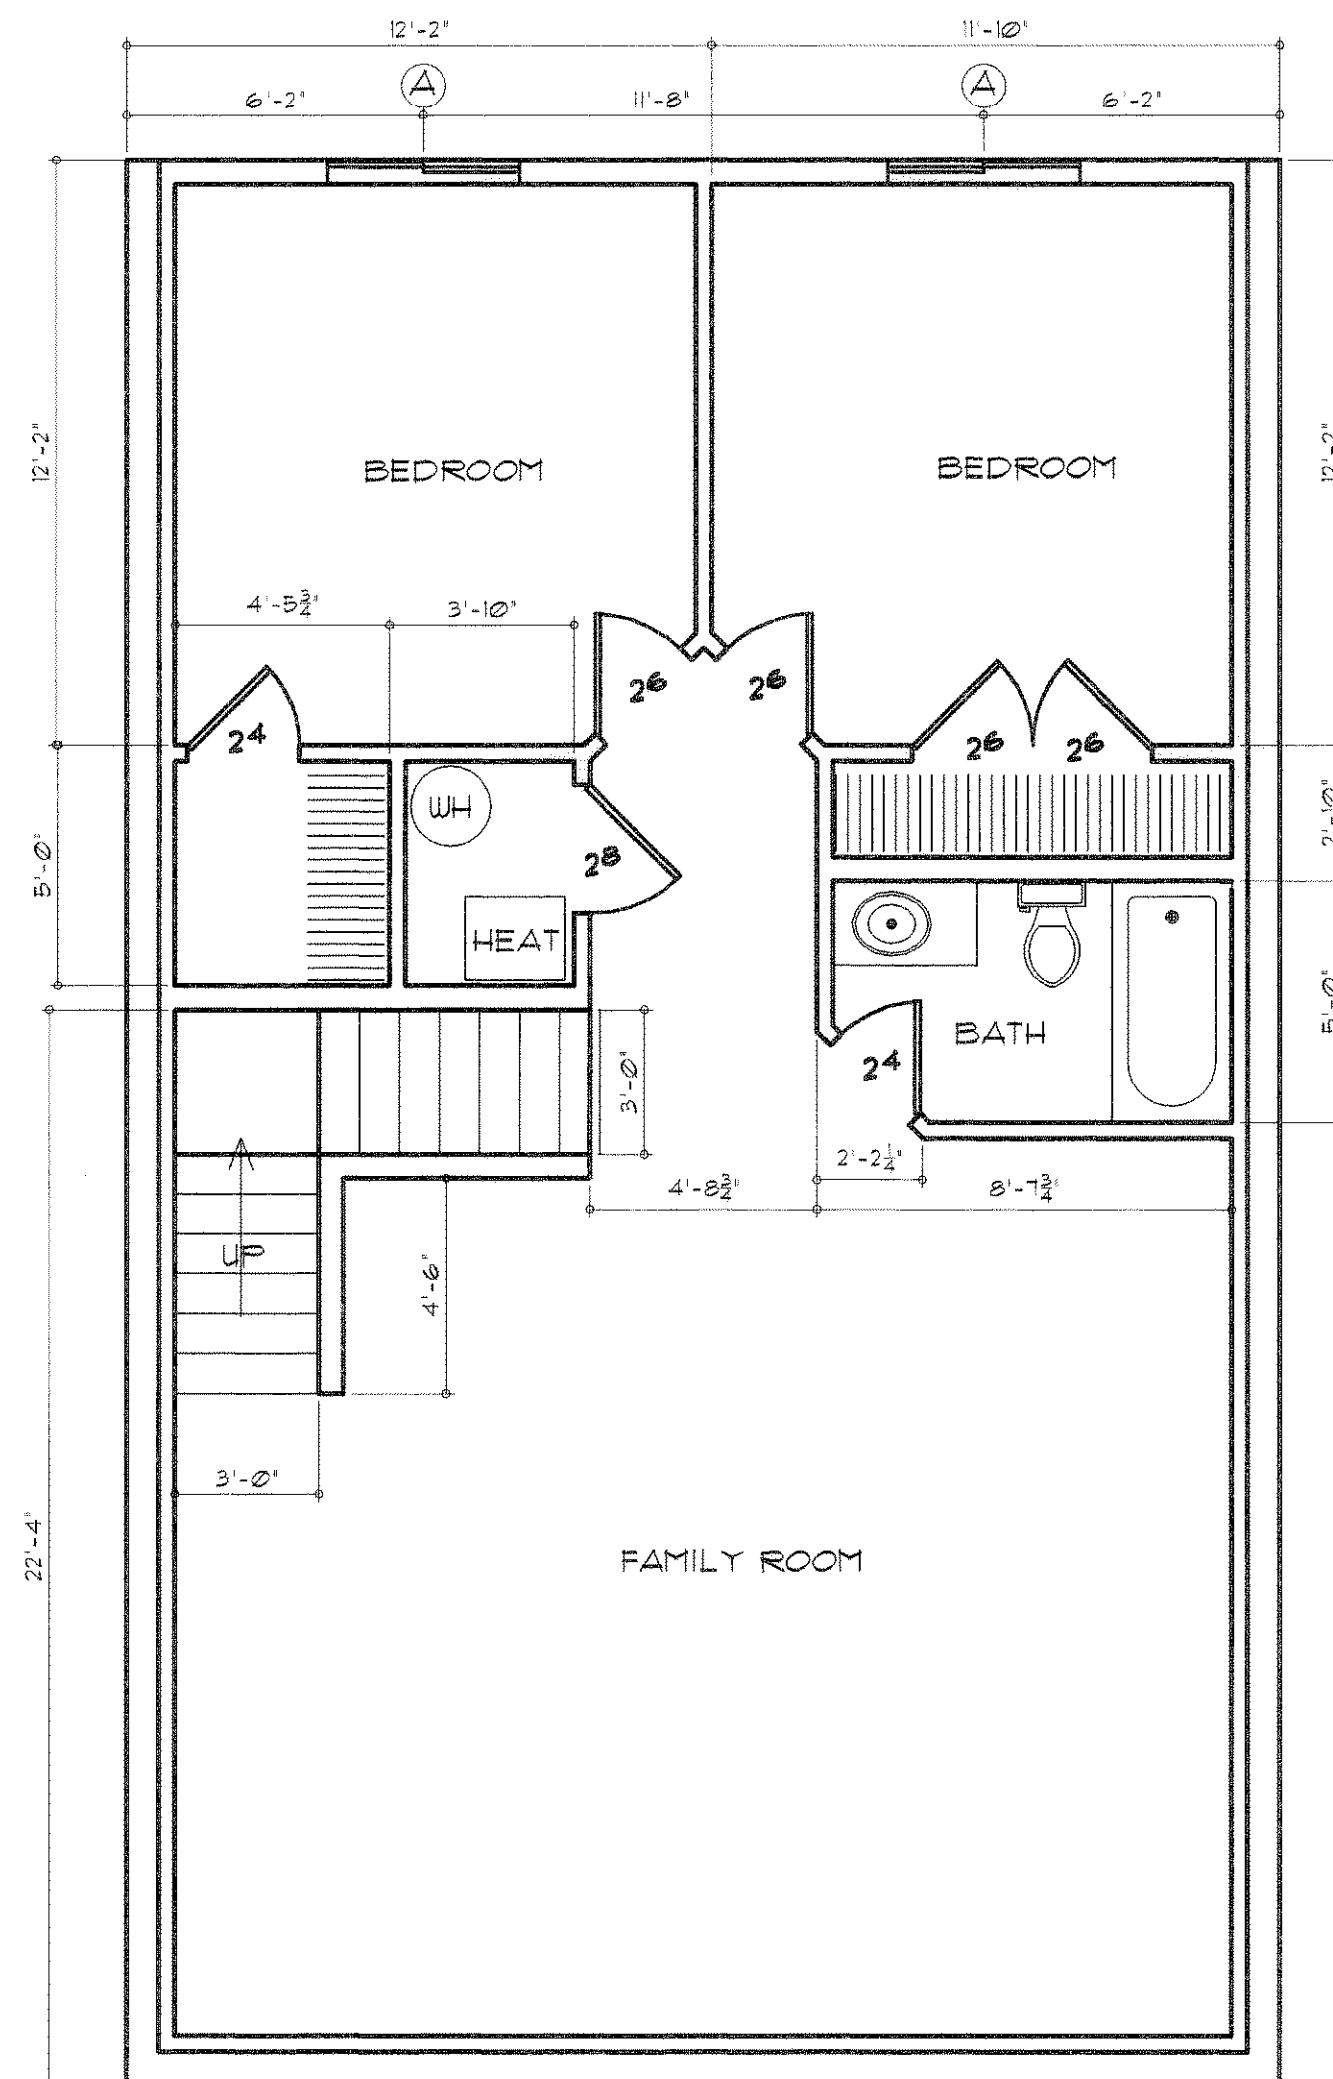 12'-2"
11'-10"
A
A
6'-2"
11'-8"
6'-2"
12'-2"
12'-2"
BEDROOM
BEDROOM
4'-5¾"
3'-10"
2⁶
2⁶
2⁴
2⁶
2⁶
WH
2'-10"
5'-0"
2⁸
HEAT
5'-0"
BATH
2⁴
3'-0"
2'-2¼"
4'-8¾"
8'-7¾"
UP
4'-6"
3'-0"
22'-4"
FAMILY ROOM